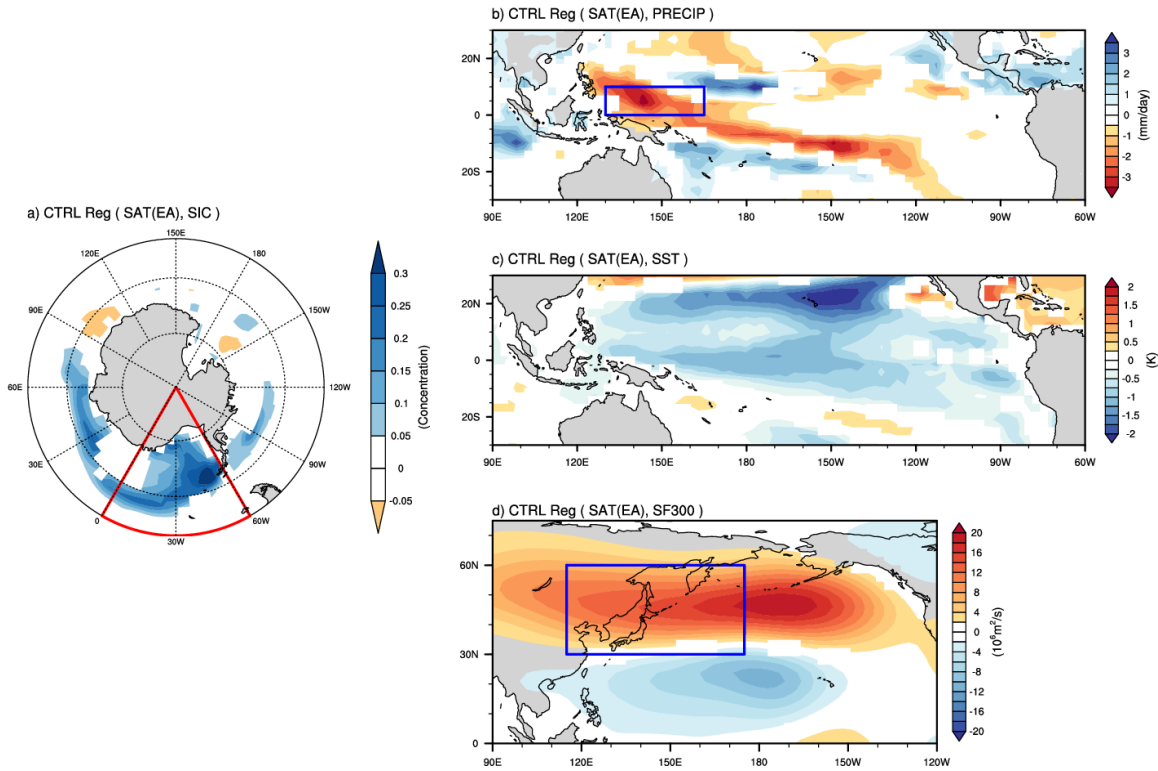 a) CTRL Reg ( SAT(EA), SIC )
150E
120E
180
90E
150W
60E
120W
30E
90W
0
60W
30W
0.3
0.25
0.2
0.15
0.1
0.05
0
-0.05
(Concentration)
b) CTRL Reg ( SAT(EA), PRECIP )
20N
0
20S
90E
120E
150E
180
150W
120W
90W
60W
3
2
1
0
-1
-2
-3
(mm/day)
c) CTRL Reg ( SAT(EA), SST )
20N
0
20S
90E
120E
150E
180
150W
120W
90W
60W
2
1.5
1
0.5
0
-0.5
-1
-1.5
-2
(K)
d) CTRL Reg ( SAT(EA), SF300 )
60N
30N
0
90E
120E
150E
180
150W
120W
20
16
12
8
4
0
-4
-8
-12
-16
-20
(10⁶m²/s)